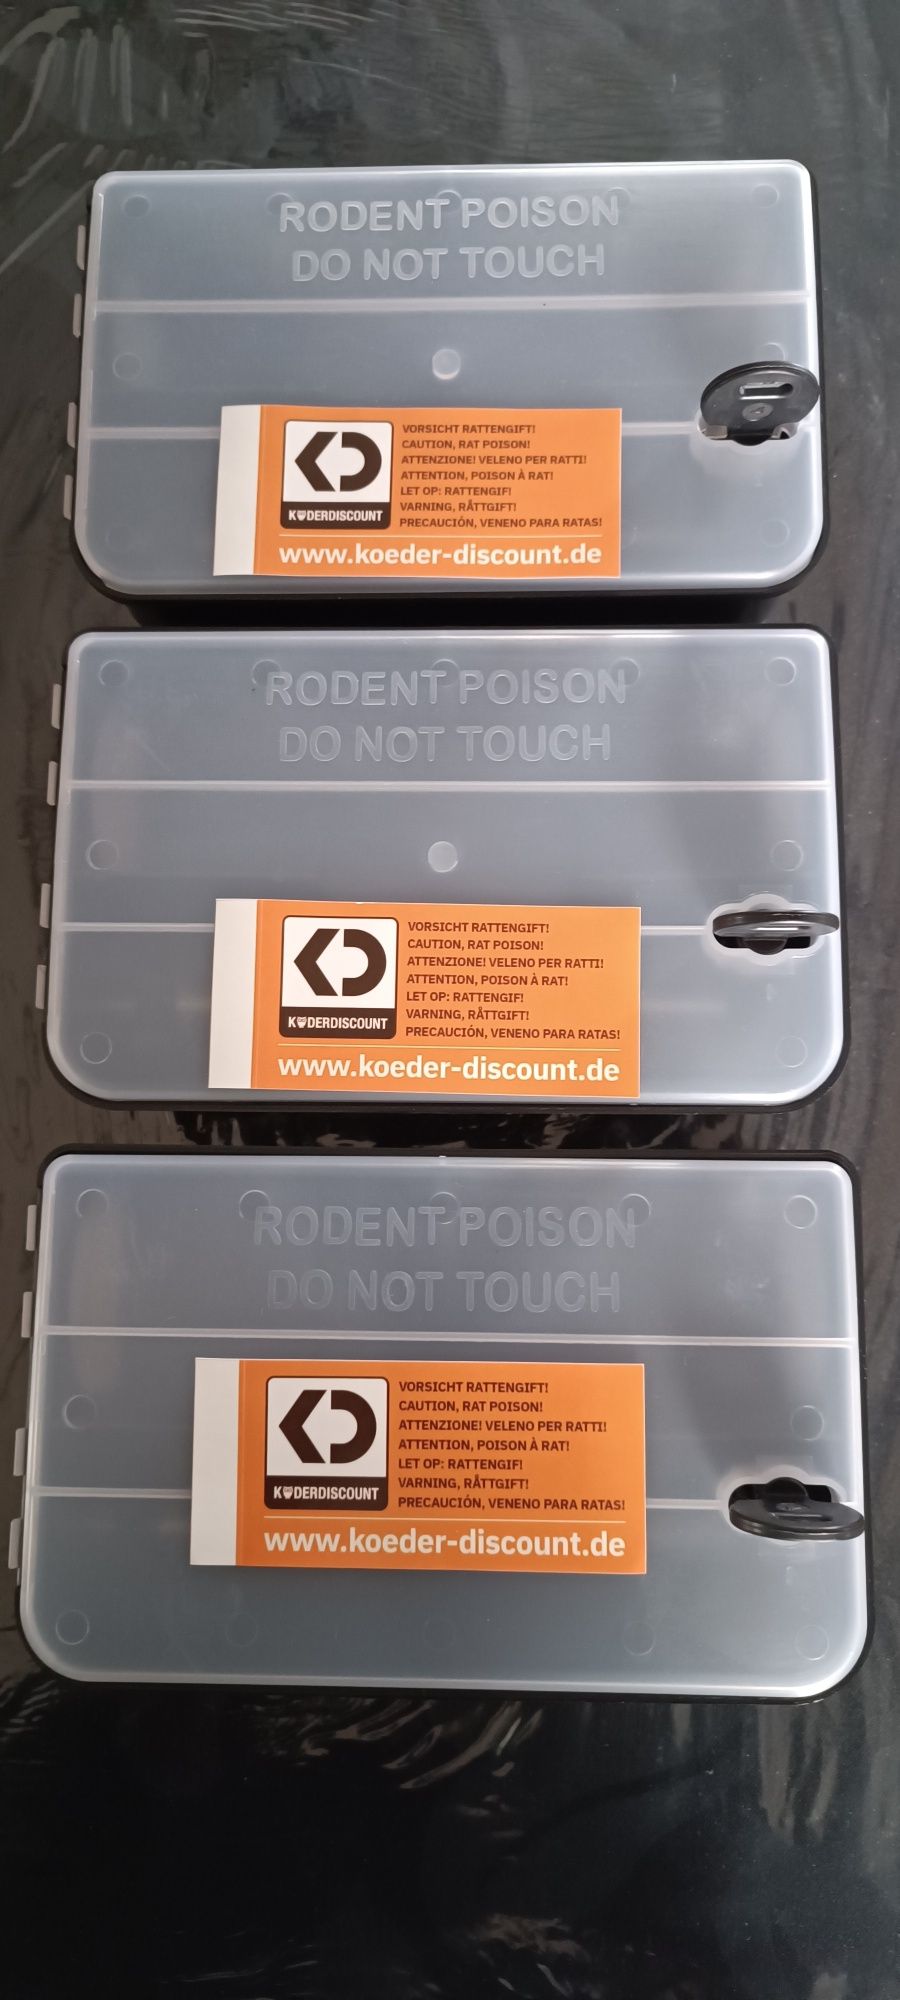 RODENT POISON
DO NOT TOUCH
VORSICHT RATTENGIFT!
CAUTION, RAT POISON!
ATTENZIONE! VELENO PER RATTI!
ATTENTION, POISON À RAT!
LET OP: RATTENGIF!
VARNING, RÅTTGIFT!
PRECAUCIÓN, VENENO PARA RATAS!
KÖDERDISCOUNT
www.koeder-discount.de
RODENT POISON
DO NOT TOUCH
VORSICHT RATTENGIFT!
CAUTION, RAT POISON!
ATTENZIONE! VELENO PER RATTI!
ATTENTION, POISON À RAT!
LET OP: RATTENGIF!
VARNING, RÅTTGIFT!
PRECAUCIÓN, VENENO PARA RATAS!
KÖDERDISCOUNT
www.koeder-discount.de
RODENT POISON
DO NOT TOUCH
VORSICHT RATTENGIFT!
CAUTION, RAT POISON!
ATTENZIONE! VELENO PER RATTI!
ATTENTION, POISON À RAT!
LET OP: RATTENGIF!
VARNING, RÅTTGIFT!
PRECAUCIÓN, VENENO PARA RATAS!
KÖDERDISCOUNT
www.koeder-discount.de